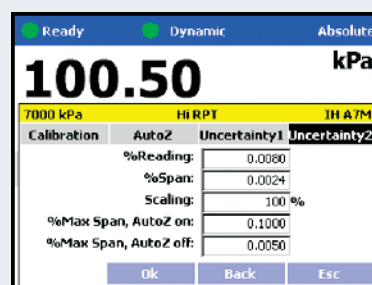 Ready Dynamic Absolute
100.50 kPa
7000 kPa Hi RPT IH A7M
Calibration AutoZ Uncertainty1 Uncertainty2
%Reading: 0.0080
%Span: 0.0024
Scaling: 100 %
%Max Span, AutoZ on: 0.1000
%Max Span, AutoZ off: 0.0050
Ok Back Esc